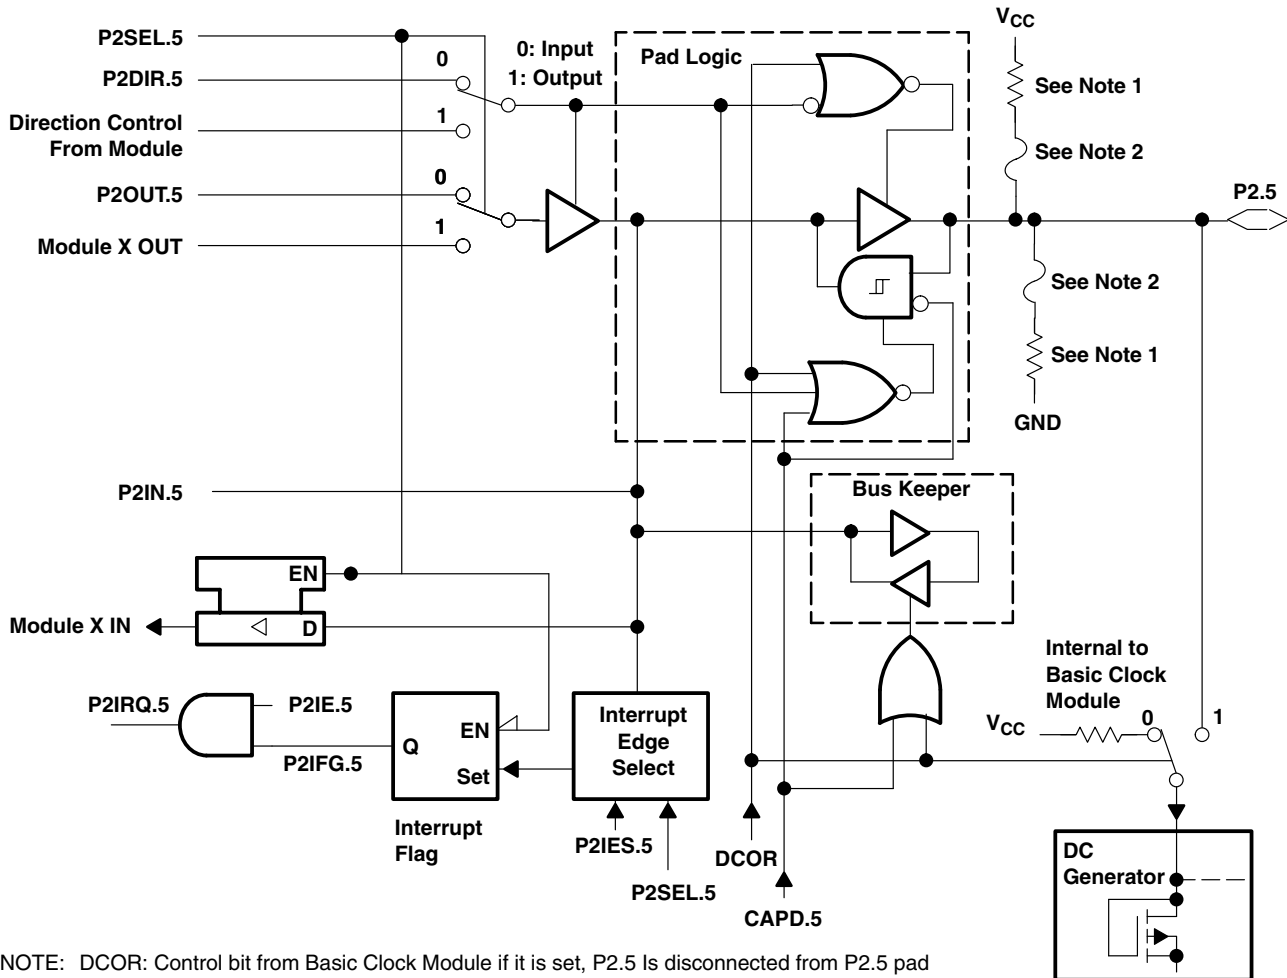 P2SEL.5
P2DIR.5
Direction Control
From Module
P2OUT.5
Module X OUT
0
1
0
1
0: Input
1: Output
Pad Logic
VCC
See Note 1
See Note 2
P2.5
See Note 2
See Note 1
GND
P2IN.5
Bus Keeper
EN
D
Module X IN
P2IRQ.5
P2IE.5
P2IFG.5
Q
EN
Set
Interrupt
Flag
Interrupt
Edge
Select
P2IES.5
P2SEL.5
DCOR
CAPD.5
Internal to
Basic Clock
Module
VCC
0
1
DC
Generator
NOTE: DCOR: Control bit from Basic Clock Module if it is set, P2.5 Is disconnected from P2.5 pad